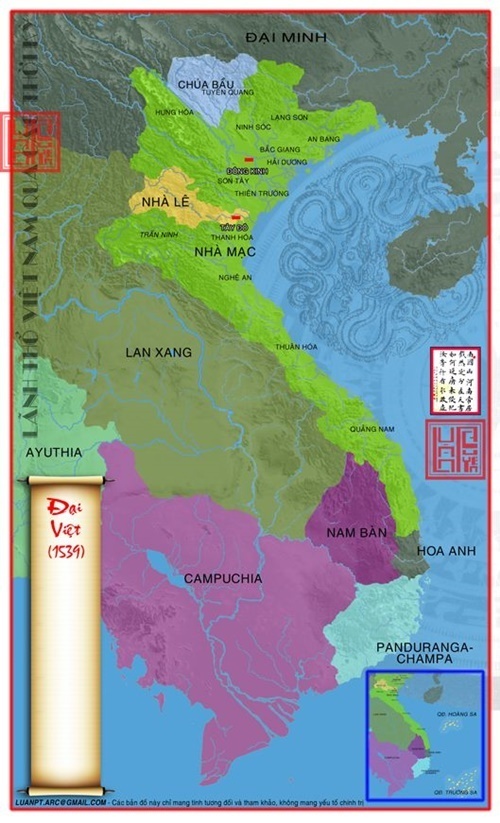 ĐẠI MINH
CHÚA BẦU
TUYÊN QUANG
HƯNG HÓA
LẠNG SƠN
NINH SÓC
AN BANG
BẮC GIANG
HẢI DƯƠNG
ĐÔNG KINH
SƠN TÂY
THIÊN TRƯỜNG
NHÀ LÊ
TÂY ĐÔ
TRẤN NINH
THANH HÓA
NHÀ MẠC
NGHỆ AN
LÃNH THỔ VIỆT NAM QUA
THUẬN HÓA
LAN XANG
QUẢNG NAM
AYUTHIA
Đại
Việt
(1539)
NAM BÀN
HOA ANH
CAMPUCHIA
PANDURANGA-
CHAMPA
QĐ. HOÀNG SA
QĐ. TRƯỜNG SA
LUANPT.ARC@GMAIL.COM - Các bản đồ này chỉ mang tính tương đối và tham khảo, không mang yếu tố chính trị